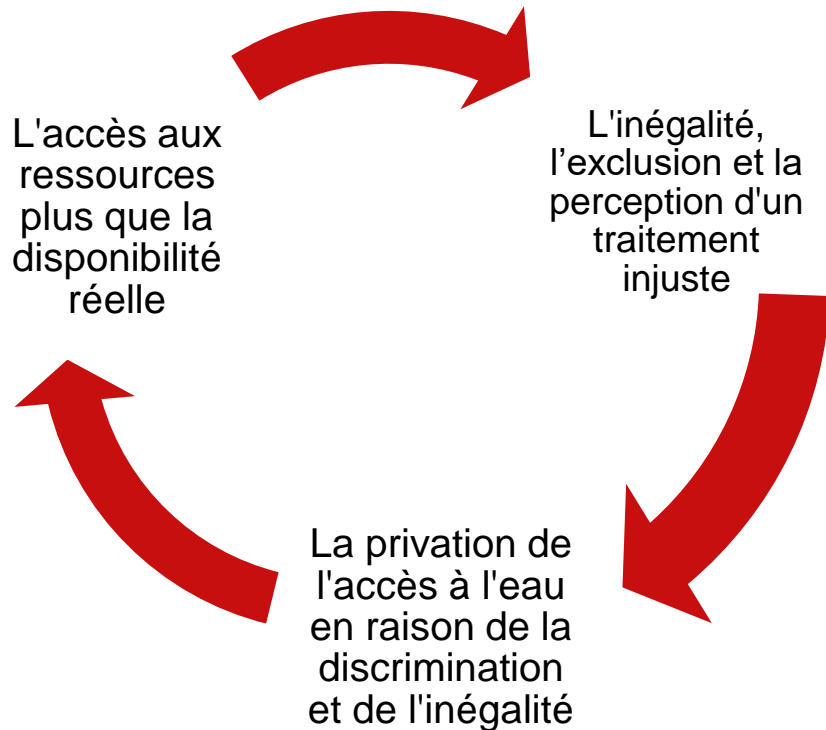 L'accès aux
ressources
plus que la
disponibilité
réelle
L'inégalité,
l’exclusion et la
perception d'un
traitement
injuste
La privation de
l'accès à l'eau
en raison de la
discrimination
et de l'inégalité